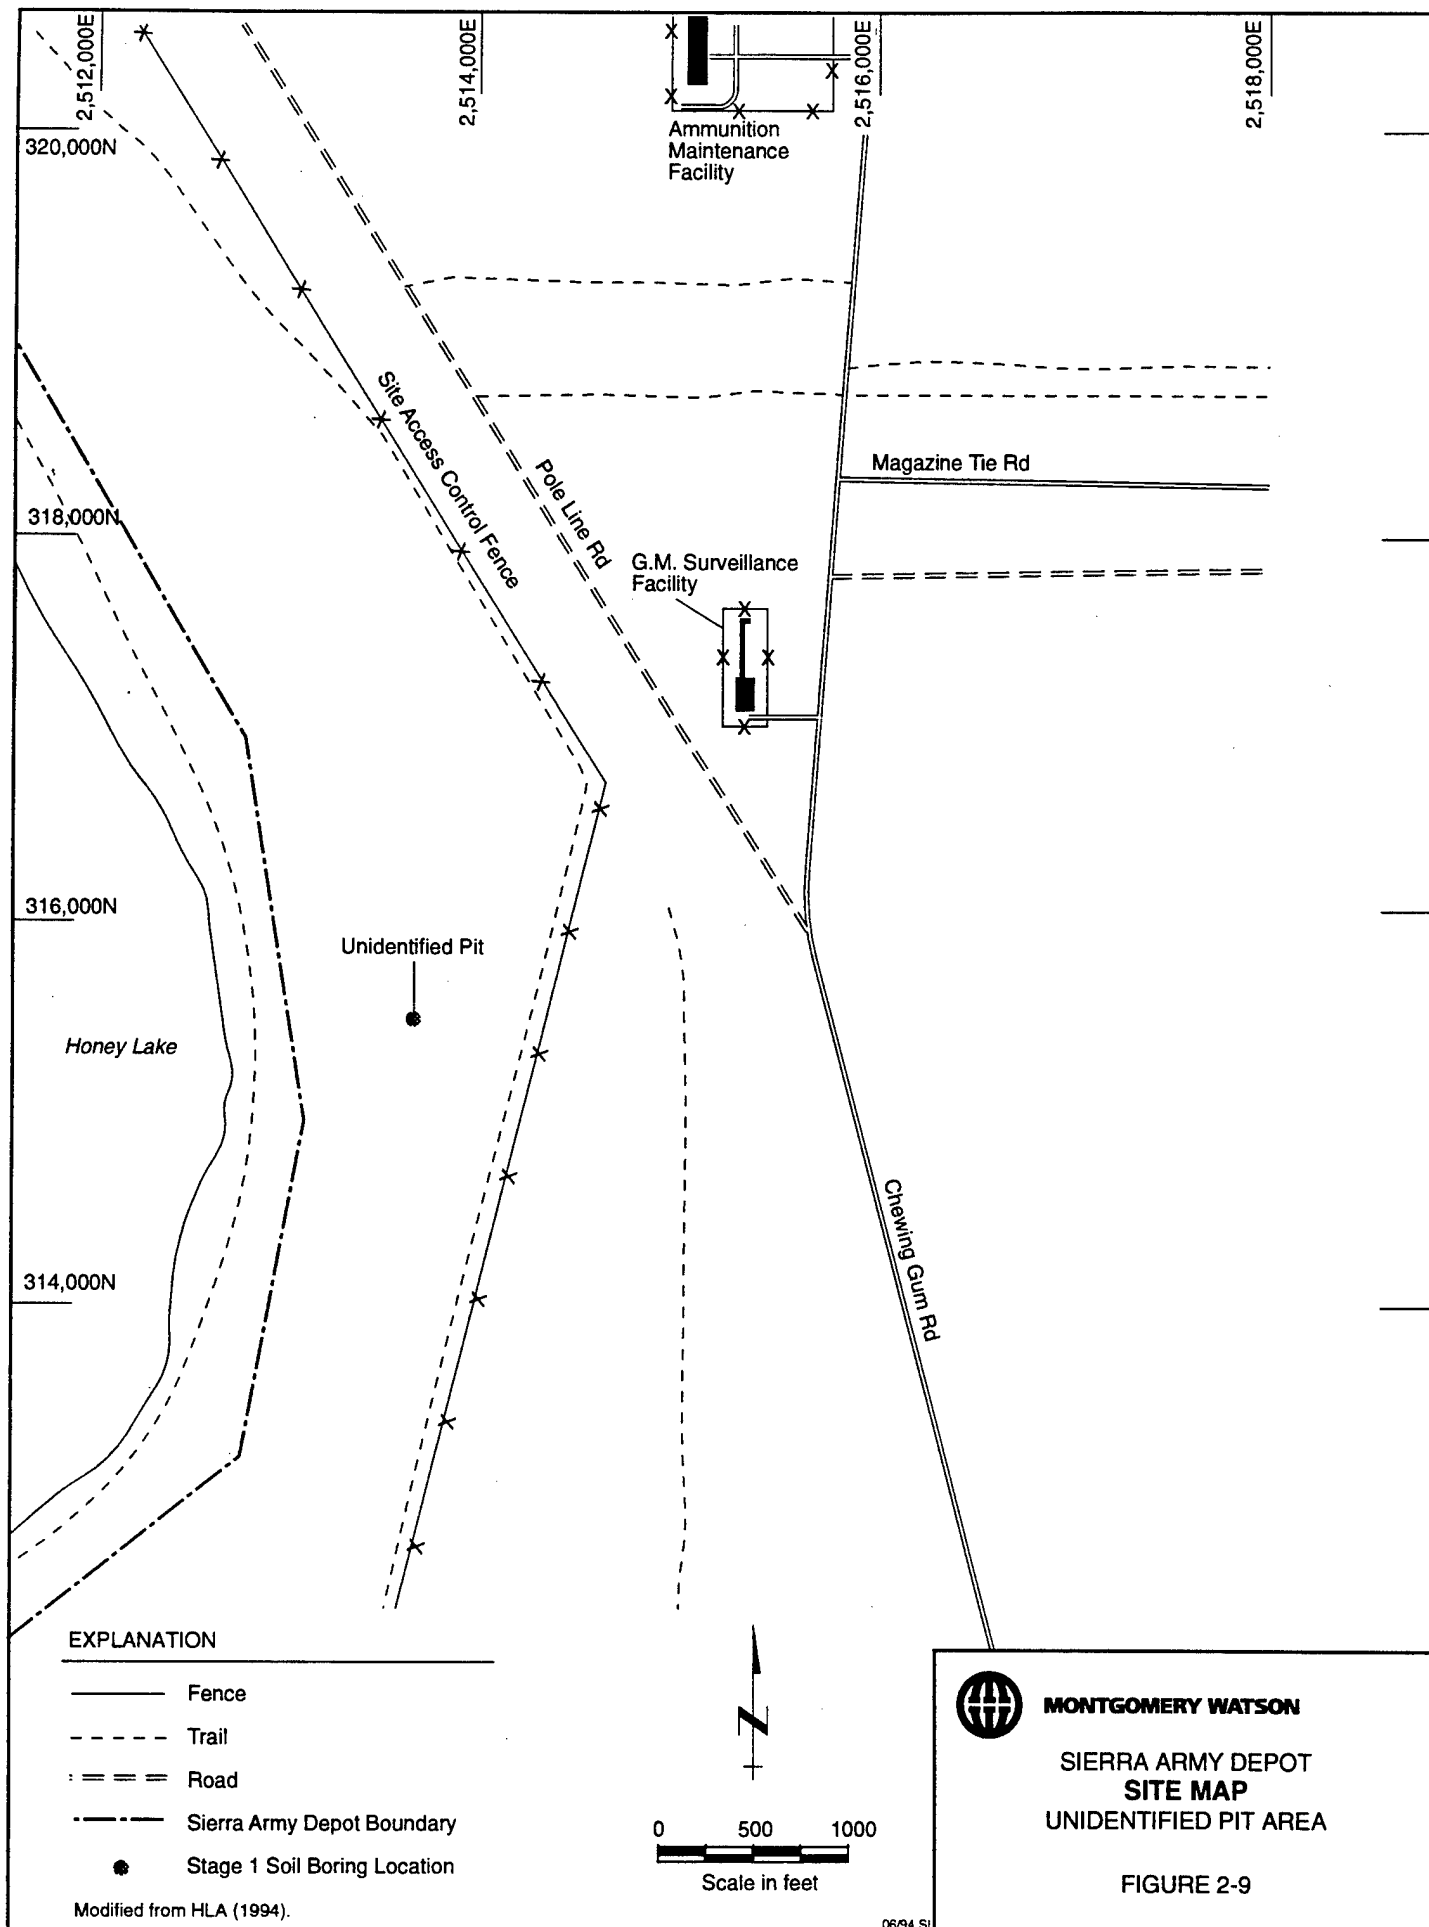 2,512,000E
2,514,000E
2,516,000E
2,518,000E
320,000N
Ammunition
Maintenance
Facility
Site Access Control Fence
Pole Line Rd
Magazine Tie Rd
318,000N
G.M. Surveillance
Facility
316,000N
Unidentified Pit
Honey Lake
314,000N
Chewing Gum Rd
EXPLANATION
Fence
Trail
Road
Sierra Army Depot Boundary
Stage 1 Soil Boring Location
Modified from HLA (1994).
N
0 500 1000
Scale in feet
MONTGOMERY WATSON
SIERRA ARMY DEPOT
SITE MAP
UNIDENTIFIED PIT AREA
FIGURE 2-9
06/94 SI